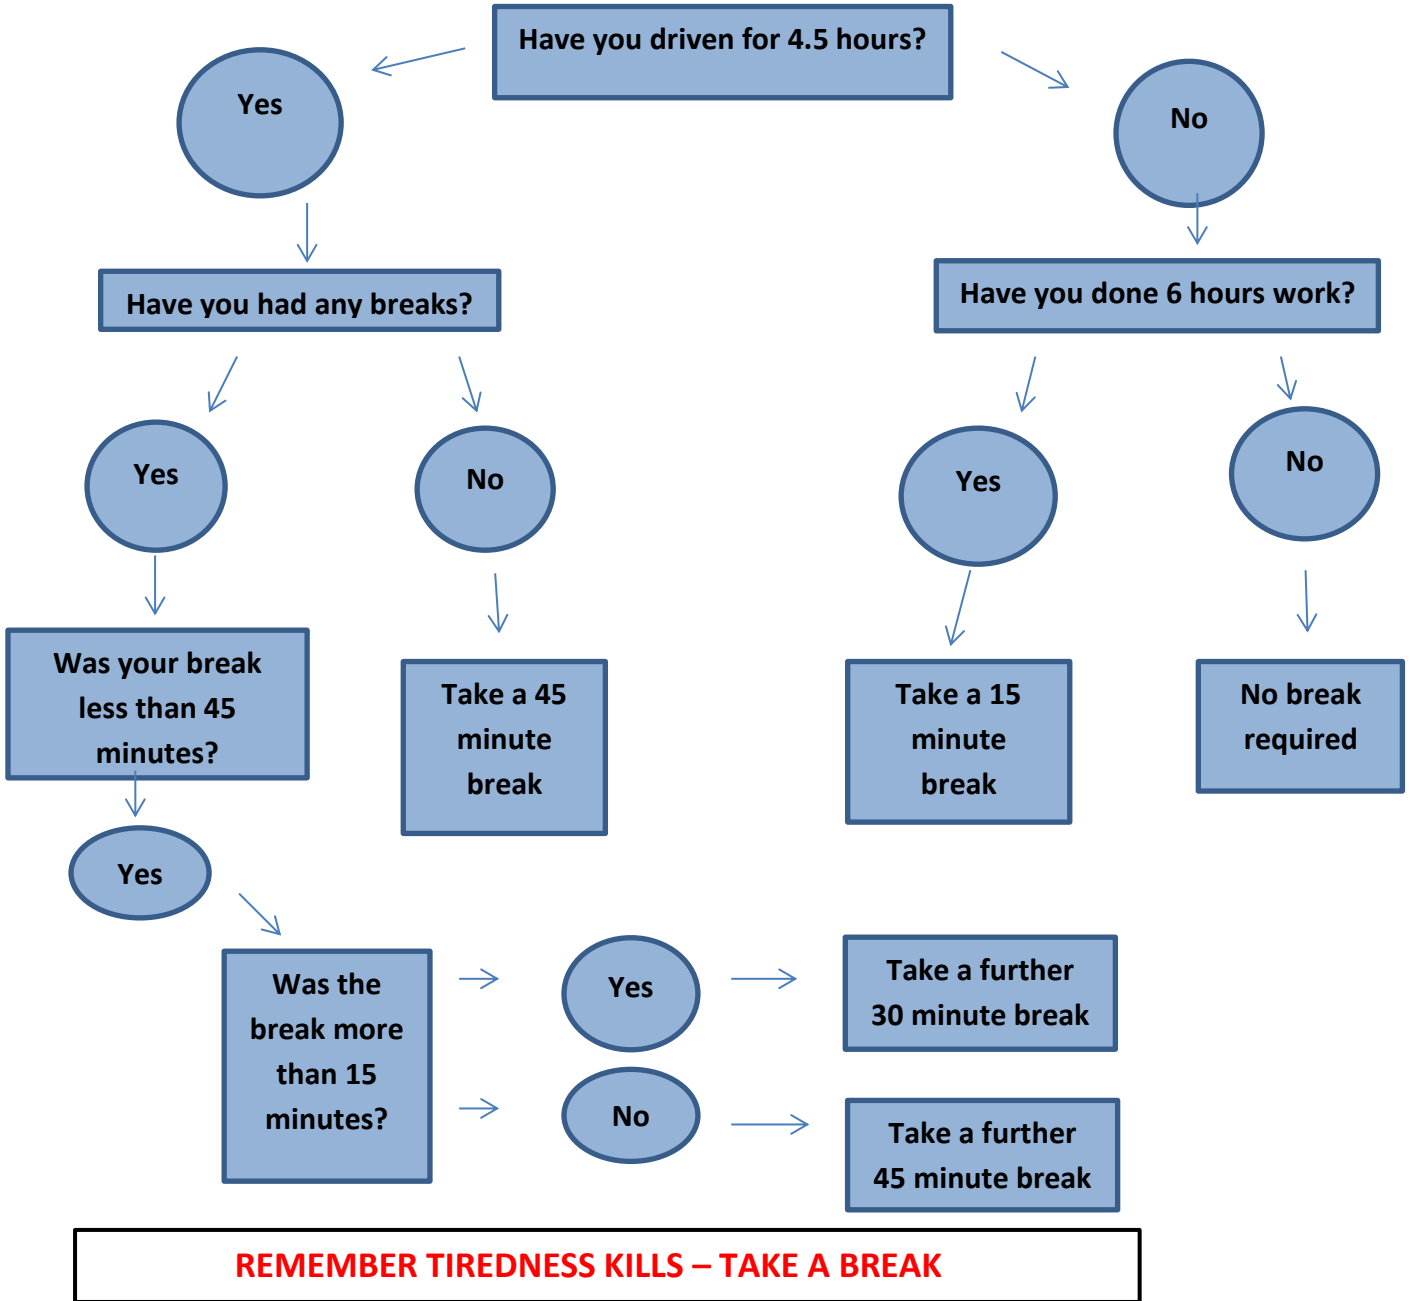 Have you driven for 4.5 hours?
Yes
No
Have you had any breaks?
Have you done 6 hours work?
Yes
No
Yes
No
Was your break
less than 45
minutes?
Take a 45
minute
break
Take a 15
minute
break
No break
required
Yes
Was the
break more
than 15
minutes?
Yes
Take a further
30 minute break
No
Take a further
45 minute break
REMEMBER TIREDNESS KILLS – TAKE A BREAK